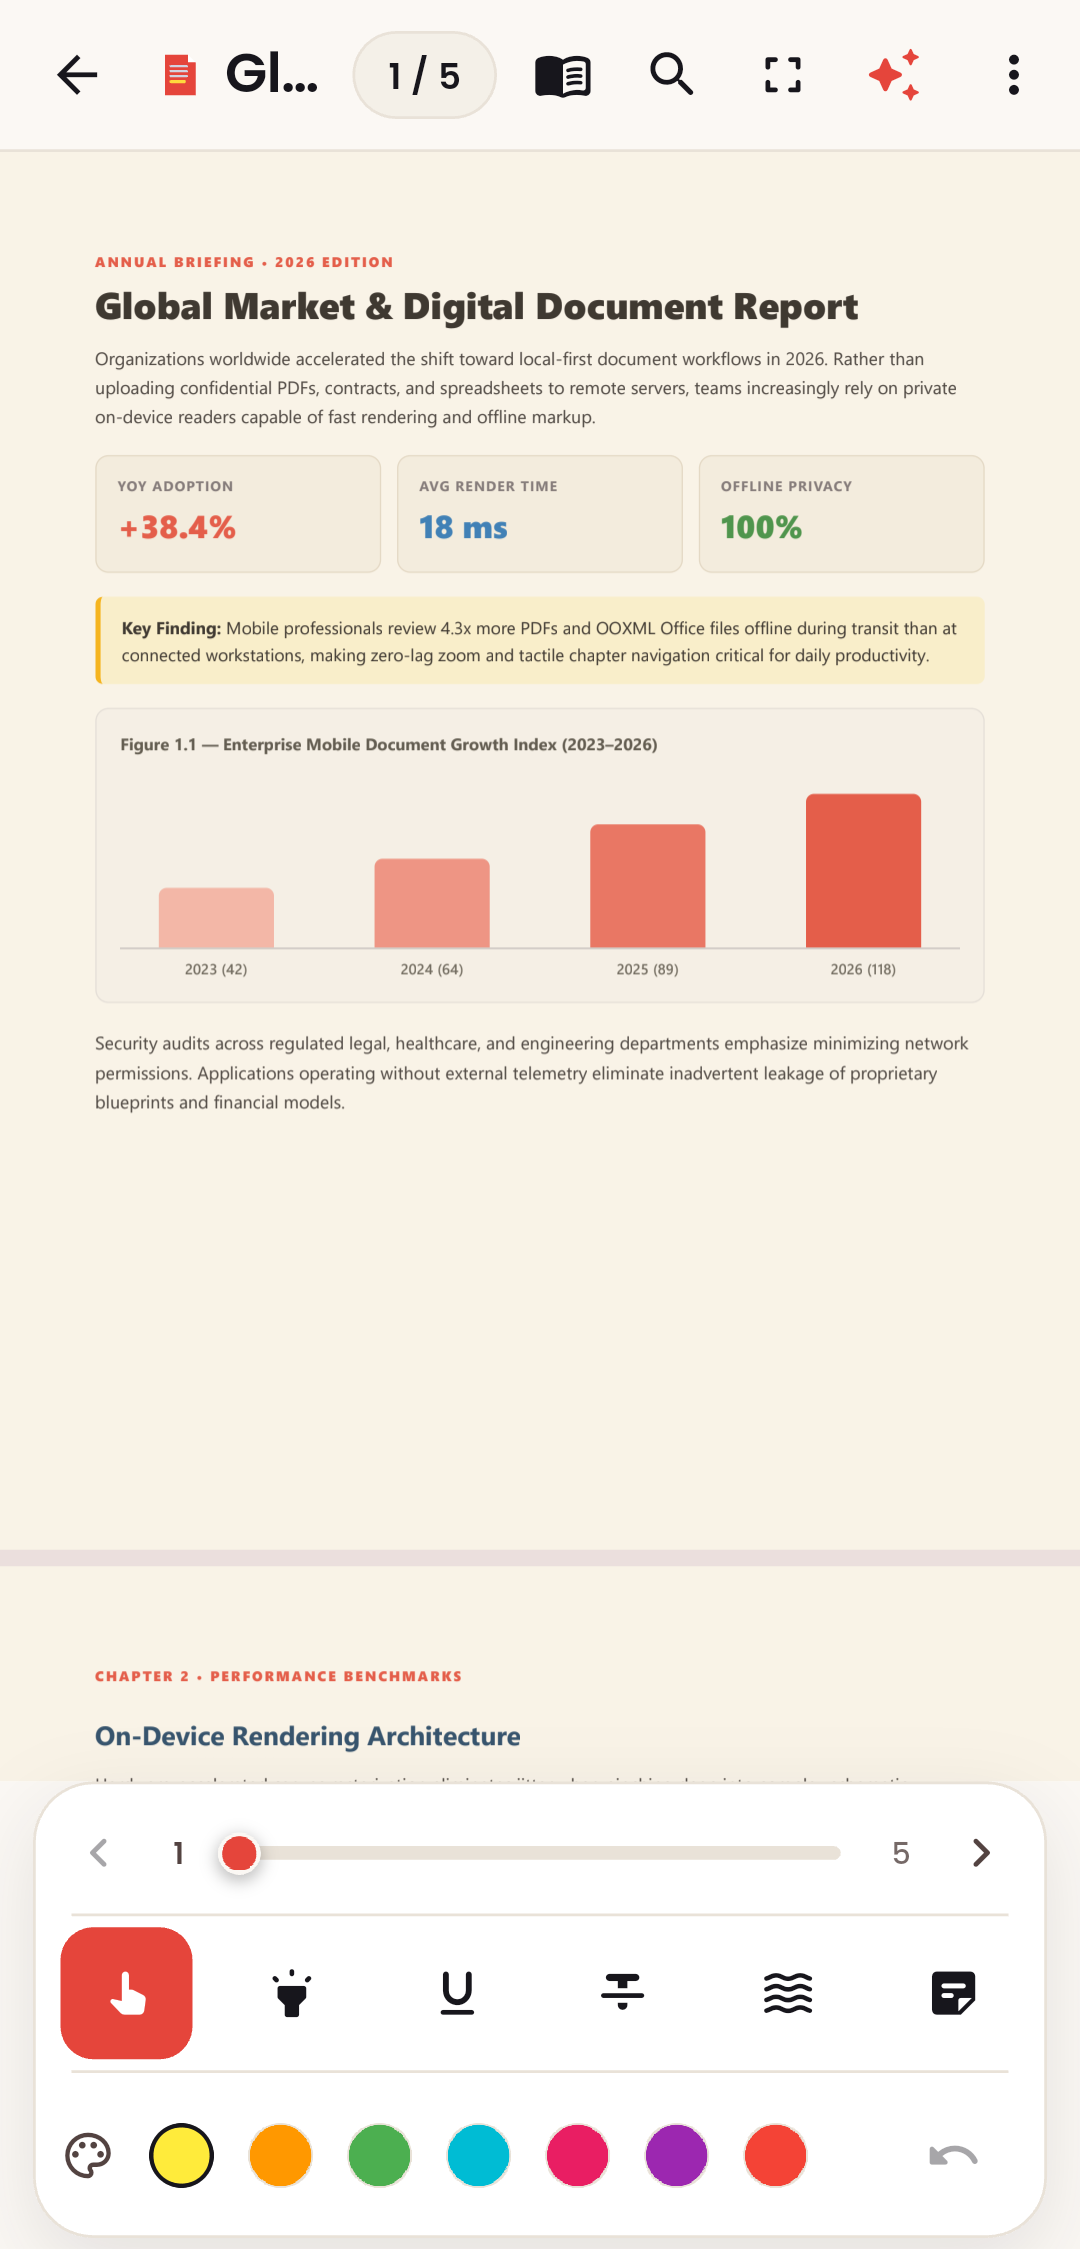 Gl...
1 / 5
ANNUAL BRIEFING • 2026 EDITION
Global Market & Digital Document Report
Organizations worldwide accelerated the shift toward local-first document workflows in 2026. Rather than
uploading confidential PDFs, contracts, and spreadsheets to remote servers, teams increasingly rely on private
on-device readers capable of fast rendering and offline markup.
YOY ADOPTION
+38.4%
AVG RENDER TIME
18 ms
OFFLINE PRIVACY
100%
Key Finding: Mobile professionals review 4.3x more PDFs and OOXML Office files offline during transit than at
connected workstations, making zero-lag zoom and tactile chapter navigation critical for daily productivity.
Figure 1.1 — Enterprise Mobile Document Growth Index (2023–2026)
2023 (42)
2024 (64)
2025 (89)
2026 (118)
Security audits across regulated legal, healthcare, and engineering departments emphasize minimizing network
permissions. Applications operating without external telemetry eliminate inadvertent leakage of proprietary
blueprints and financial models.
CHAPTER 2 • PERFORMANCE BENCHMARKS
On-Device Rendering Architecture
1
5